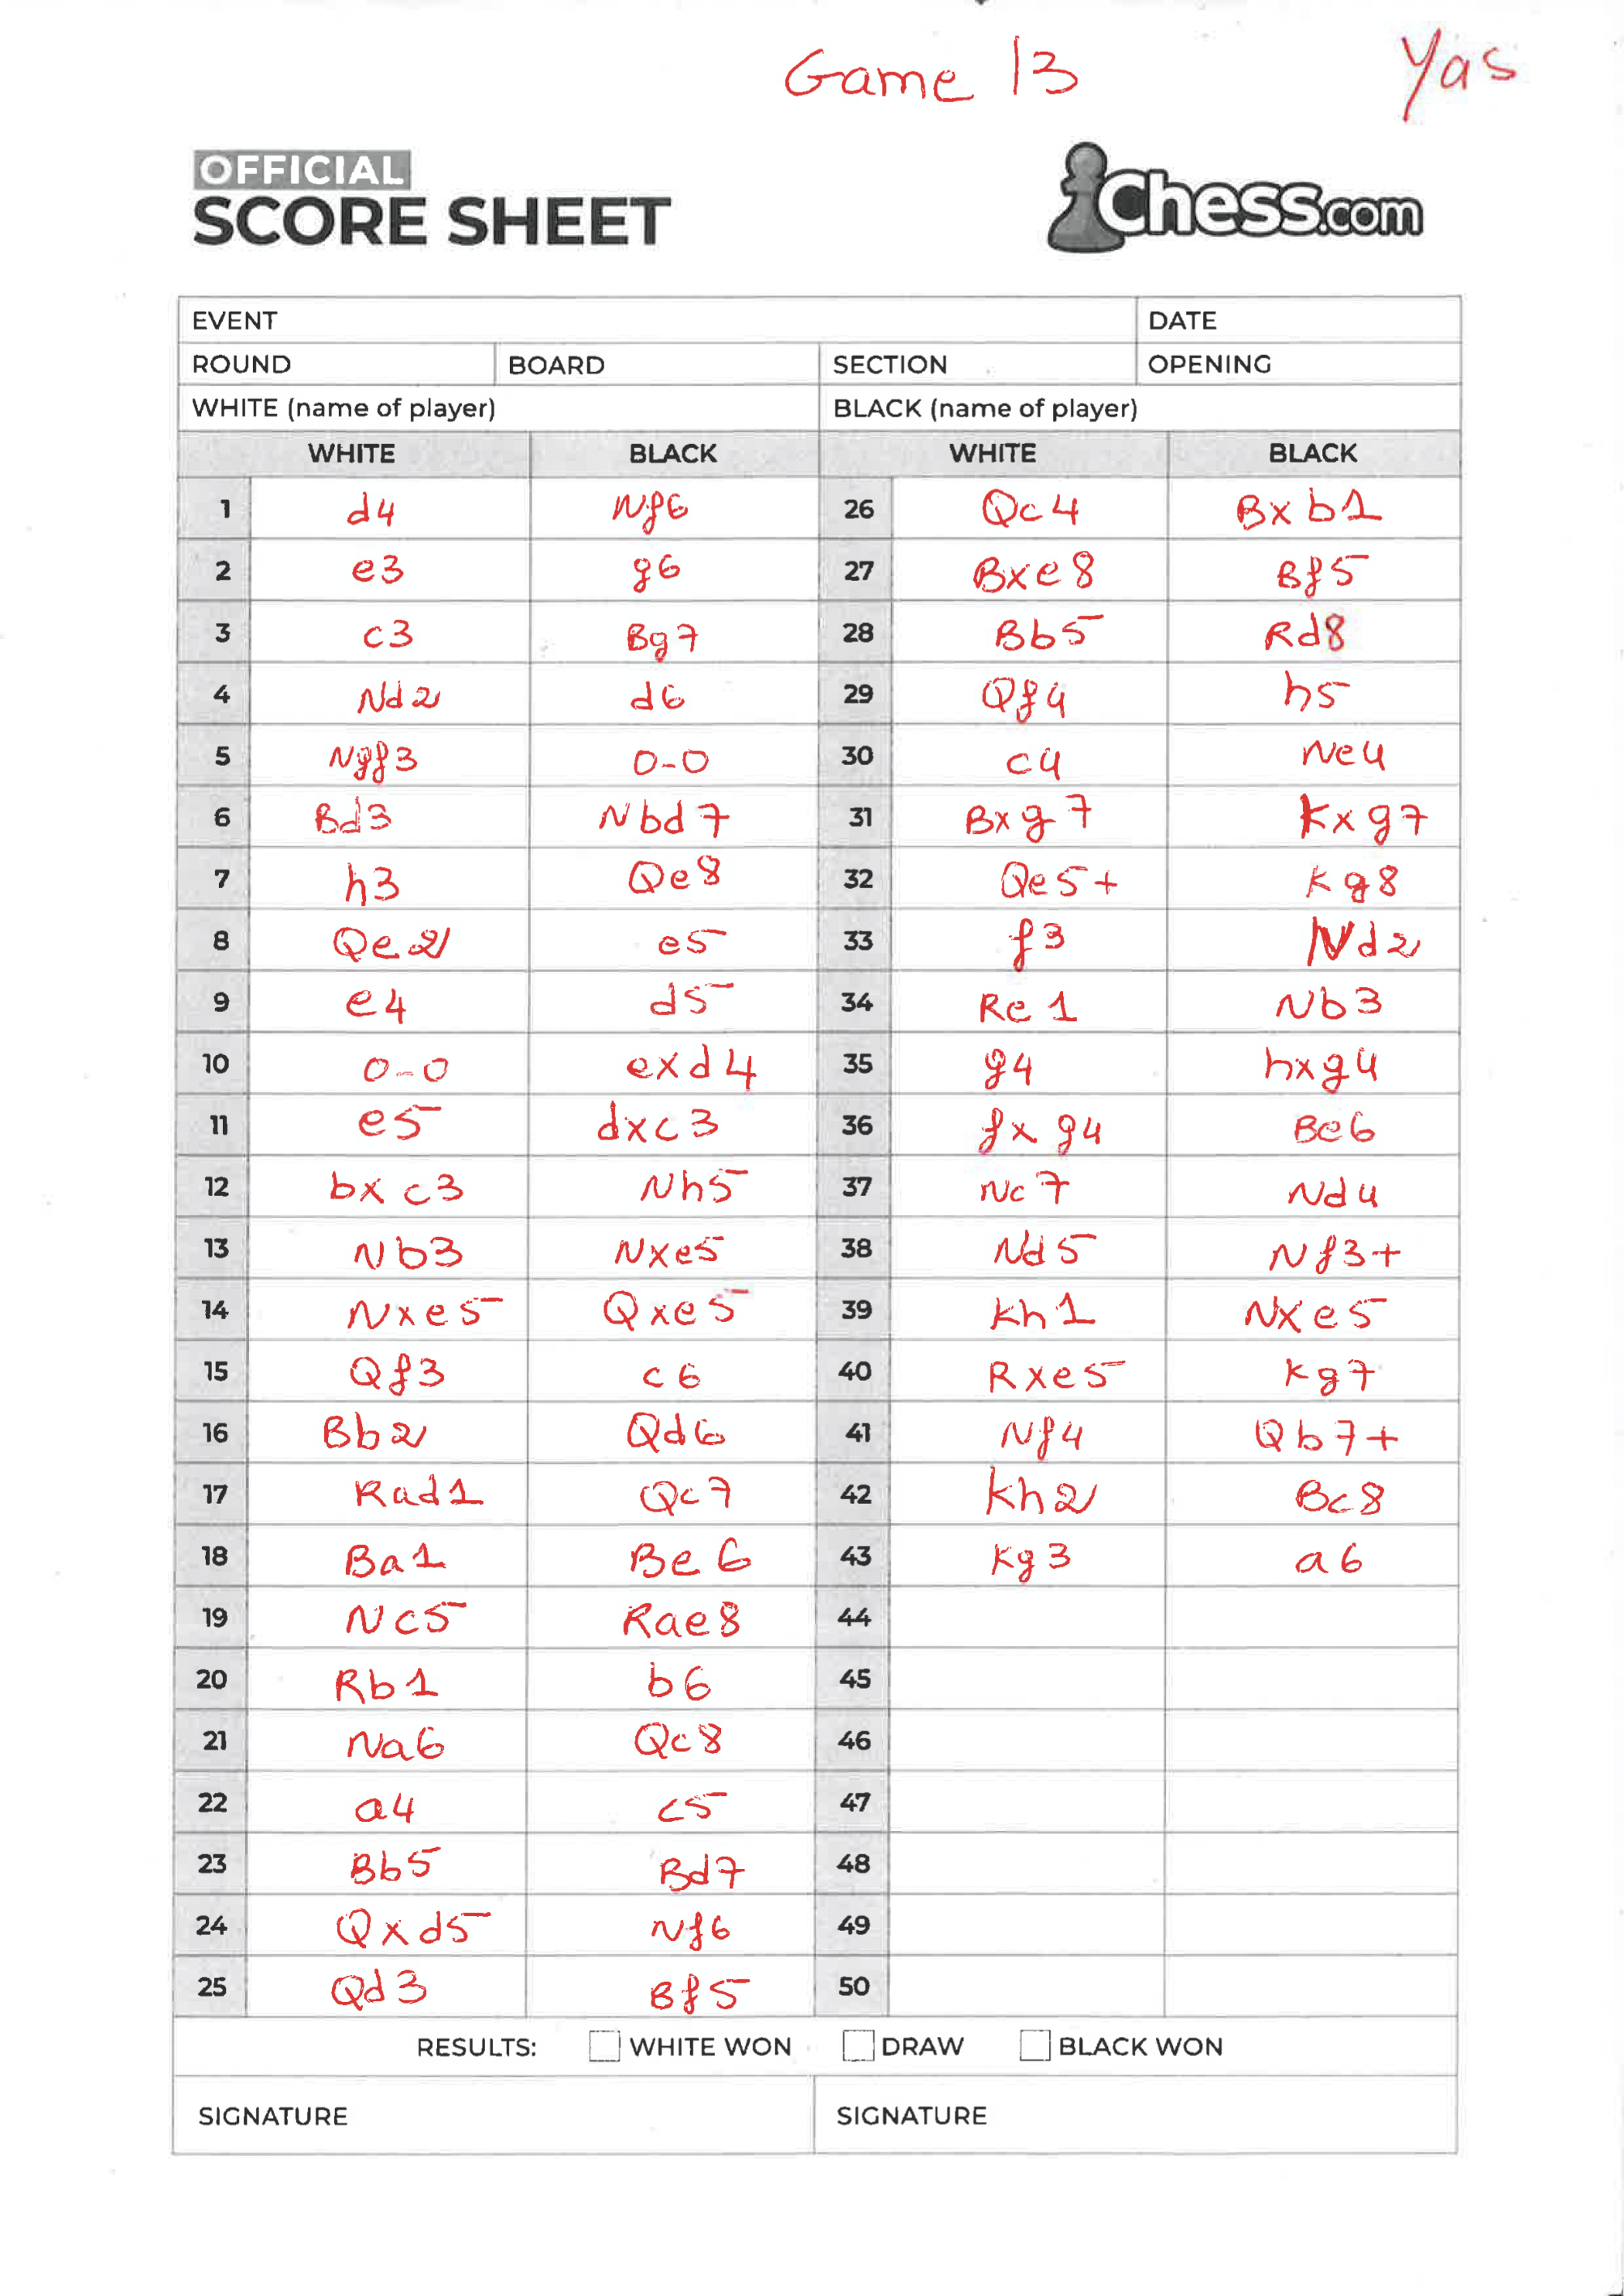 Game 13 Yas
OFFICIAL
SCORE SHEET
Chess.com
EVENT DATE
ROUND BOARD SECTION OPENING
WHITE (name of player) BLACK (name of player)
WHITE BLACK WHITE BLACK
1 d4 Nf6 26 Qc4 Bxb1
2 e3 g6 27 Bxe8 Bf5
3 c3 Bg7 28 Bb5 Rd8
4 Nd2 d6 29 Qf4 h5
5 Ngf3 0-0 30 c4 Ne4
6 Bd3 Nbd7 31 Bxg7 Kxg7
7 h3 Qe8 32 Qe5+ Kg8
8 Qe2 e5 33 f3 Nd2
9 e4 d5 34 Re1 Nb3
10 0-0 exd4 35 g4 hxg4
11 e5 dxc3 36 fxg4 Be6
12 bxc3 Nh5 37 Nc7 Nd4
13 Nb3 Nxe5 38 Nd5 Nf3+
14 Nxe5 Qxe5 39 Kh1 Nxe5
15 Qf3 c6 40 Rxe5 Kg7
16 Bb2 Qd6 41 Nf4 Qb7+
17 Rad1 Qc7 42 Kh2 Bc8
18 Ba1 Be6 43 Kg3 a6
19 Nc5 Rae8 44
20 Rb1 b6 45
21 Na6 Qc8 46
22 a4 c5 47
23 Bb5 Bd7 48
24 Qxd5 Nf6 49
25 Qd3 Bf5 50
RESULTS: WHITE WON DRAW BLACK WON
SIGNATURE SIGNATURE